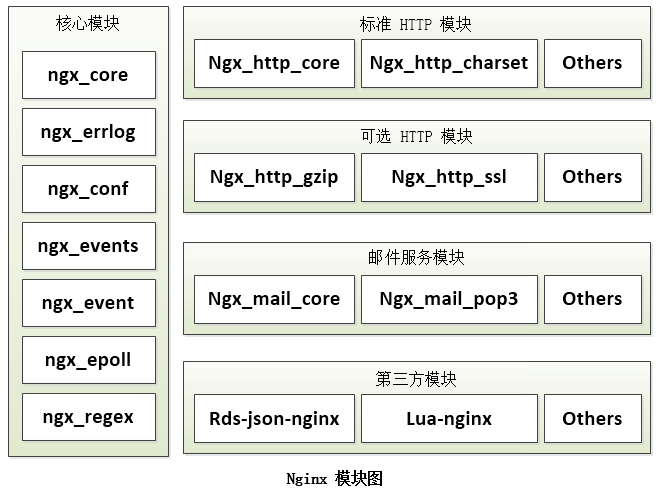 核心模块
ngx_core
ngx_errlog
ngx_conf
ngx_events
ngx_event
ngx_epoll
ngx_regex
标准 HTTP 模块
Ngx_http_core
Ngx_http_charset
Others
可选 HTTP 模块
Ngx_http_gzip
Ngx_http_ssl
Others
邮件服务模块
Ngx_mail_core
Ngx_mail_pop3
Others
第三方模块
Rds-json-nginx
Lua-nginx
Others
Nginx 模块图